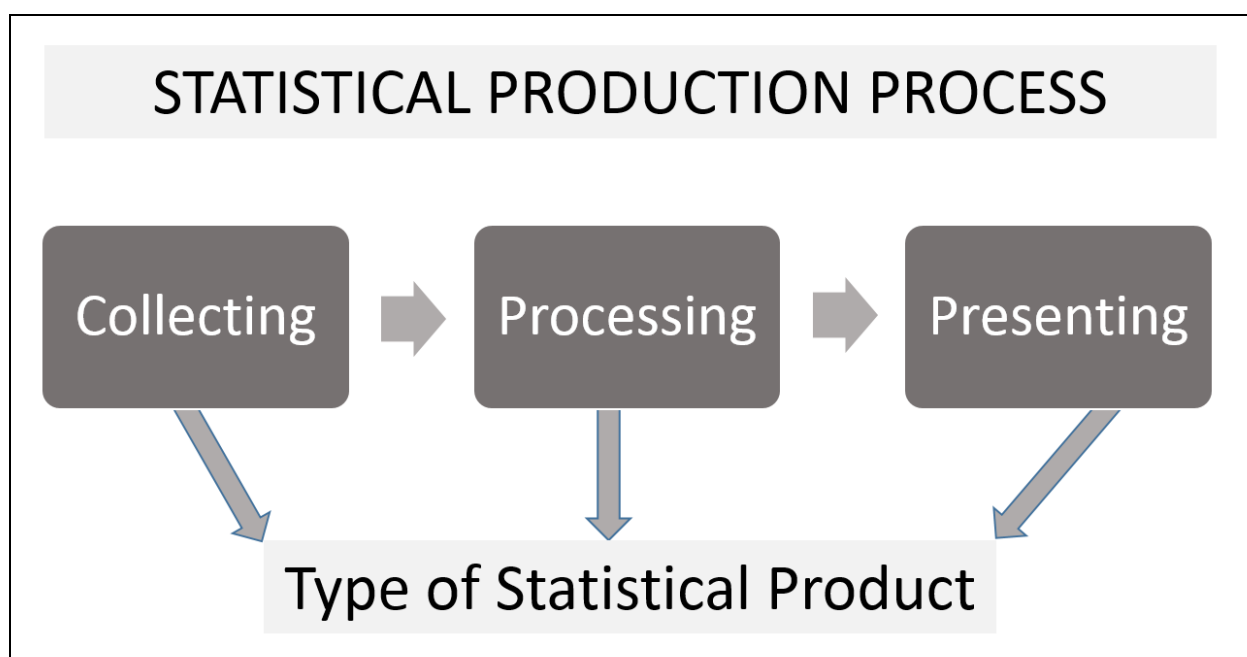 STATISTICAL PRODUCTION PROCESS
Collecting
Processing
Presenting
Type of Statistical Product